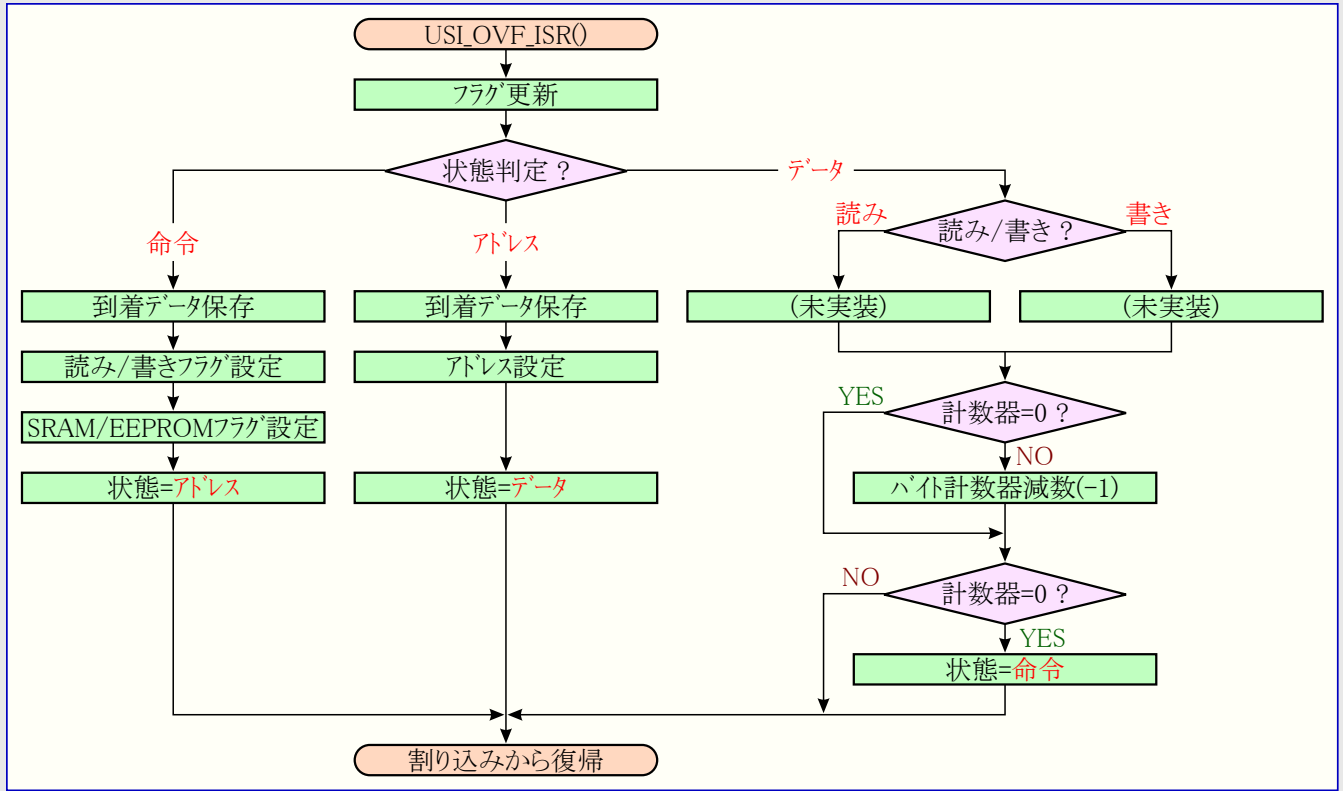 USI_OVF_ISR()
フラグ更新
状態判定 ?
命令
アドレス
データ
読み/書き ?
読み
書き
到着データ保存
到着データ保存
(未実装)
(未実装)
読み/書きフラグ設定
アドレス設定
SRAM/EEPROMフラグ設定
計数器=0 ?
YES
NO
状態=アドレス
状態=データ
バイト計数器減数(-1)
計数器=0 ?
NO
YES
状態=命令
割り込みから復帰